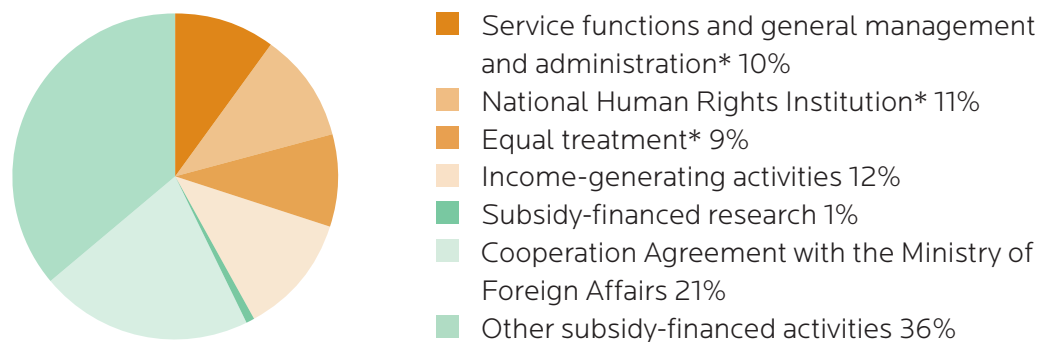 Service functions and general management
and administration* 10%
National Human Rights Institution* 11%
Equal treatment* 9%
Income-generating activities 12%
Subsidy-financed research 1%
Cooperation Agreement with the Ministry of
Foreign Affairs 21%
Other subsidy-financed activities 36%